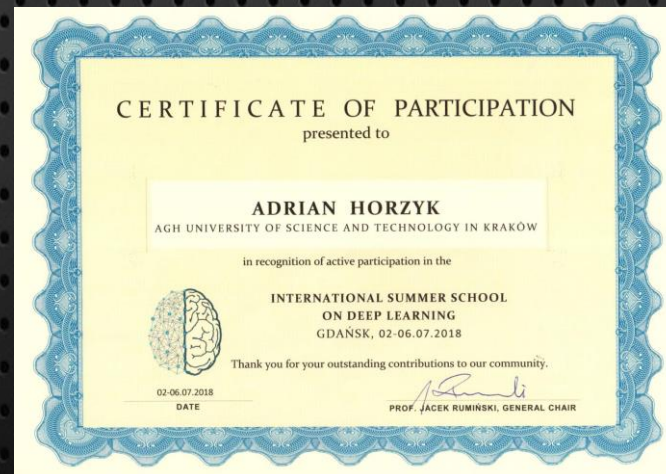 CERTIFICATE OF PARTICIPATION
presented to
ADRIAN HORZYK
AGH UNIVERSITY OF SCIENCE AND TECHNOLOGY IN KRAKÓW
in recognition of active participation in the
INTERNATIONAL SUMMER SCHOOL
ON DEEP LEARNING
GDAŃSK, 02-06.07.2018
Thank you for your outstanding contributions to our community.
02-06.07.2018
DATE
PROF. JACEK RUMIŃSKI, GENERAL CHAIR